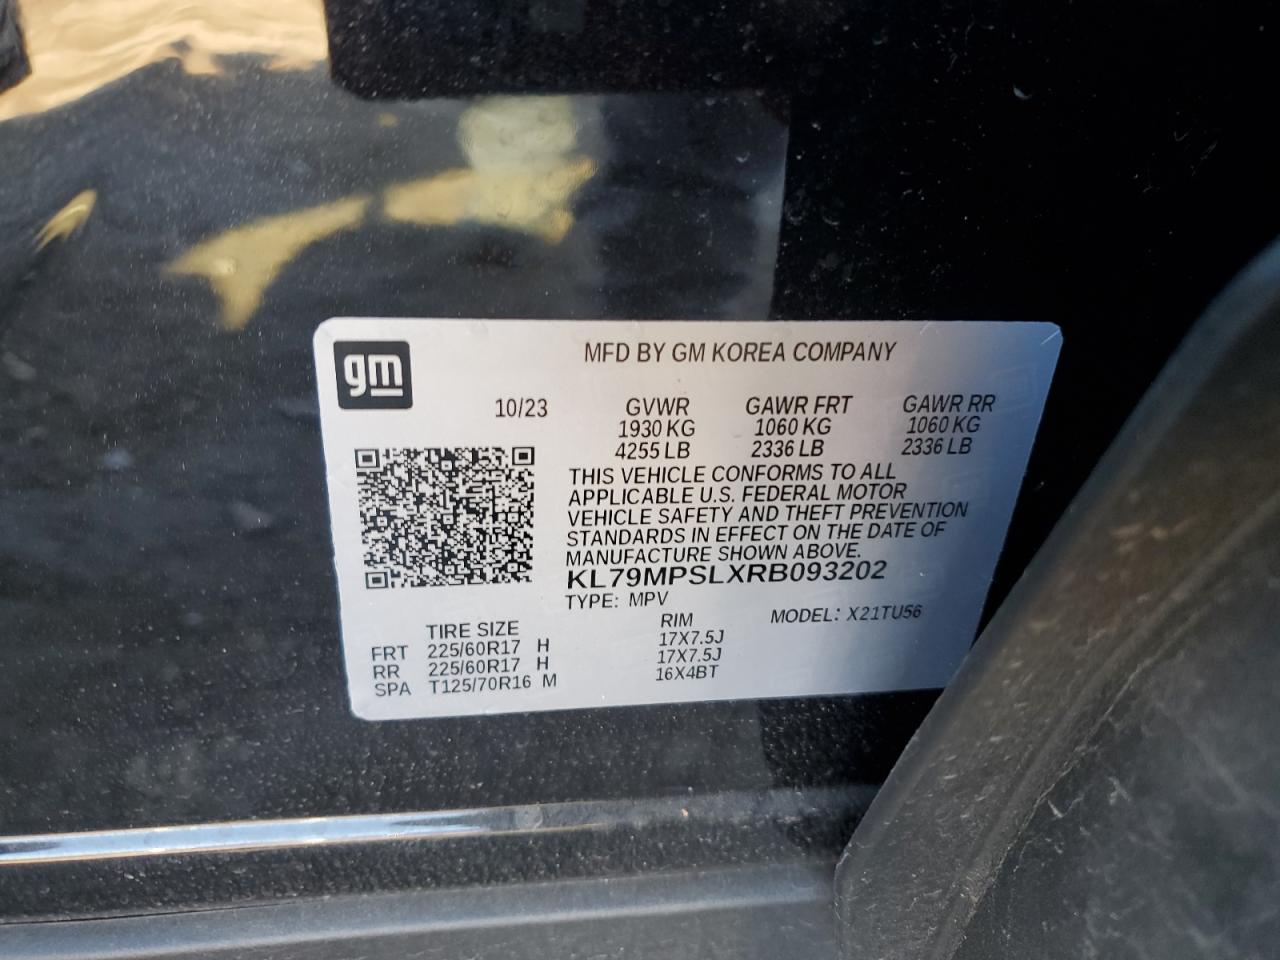 gm
MFD BY GM KOREA COMPANY
10/23 GVWR GAWR FRT GAWR RR
1930 KG 1060 KG 1060 KG
4255 LB 2336 LB 2336 LB
THIS VEHICLE CONFORMS TO ALL
APPLICABLE U.S. FEDERAL MOTOR
VEHICLE SAFETY AND THEFT PREVENTION
STANDARDS IN EFFECT ON THE DATE OF
MANUFACTURE SHOWN ABOVE.
KL79MPSLXRB093202
TYPE: MPV
MODEL: X21TU56
TIRE SIZE RIM
FRT 225/60R17 H 17X7.5J
RR 225/60R17 H 17X7.5J
SPA T125/70R16 M 16X4BT